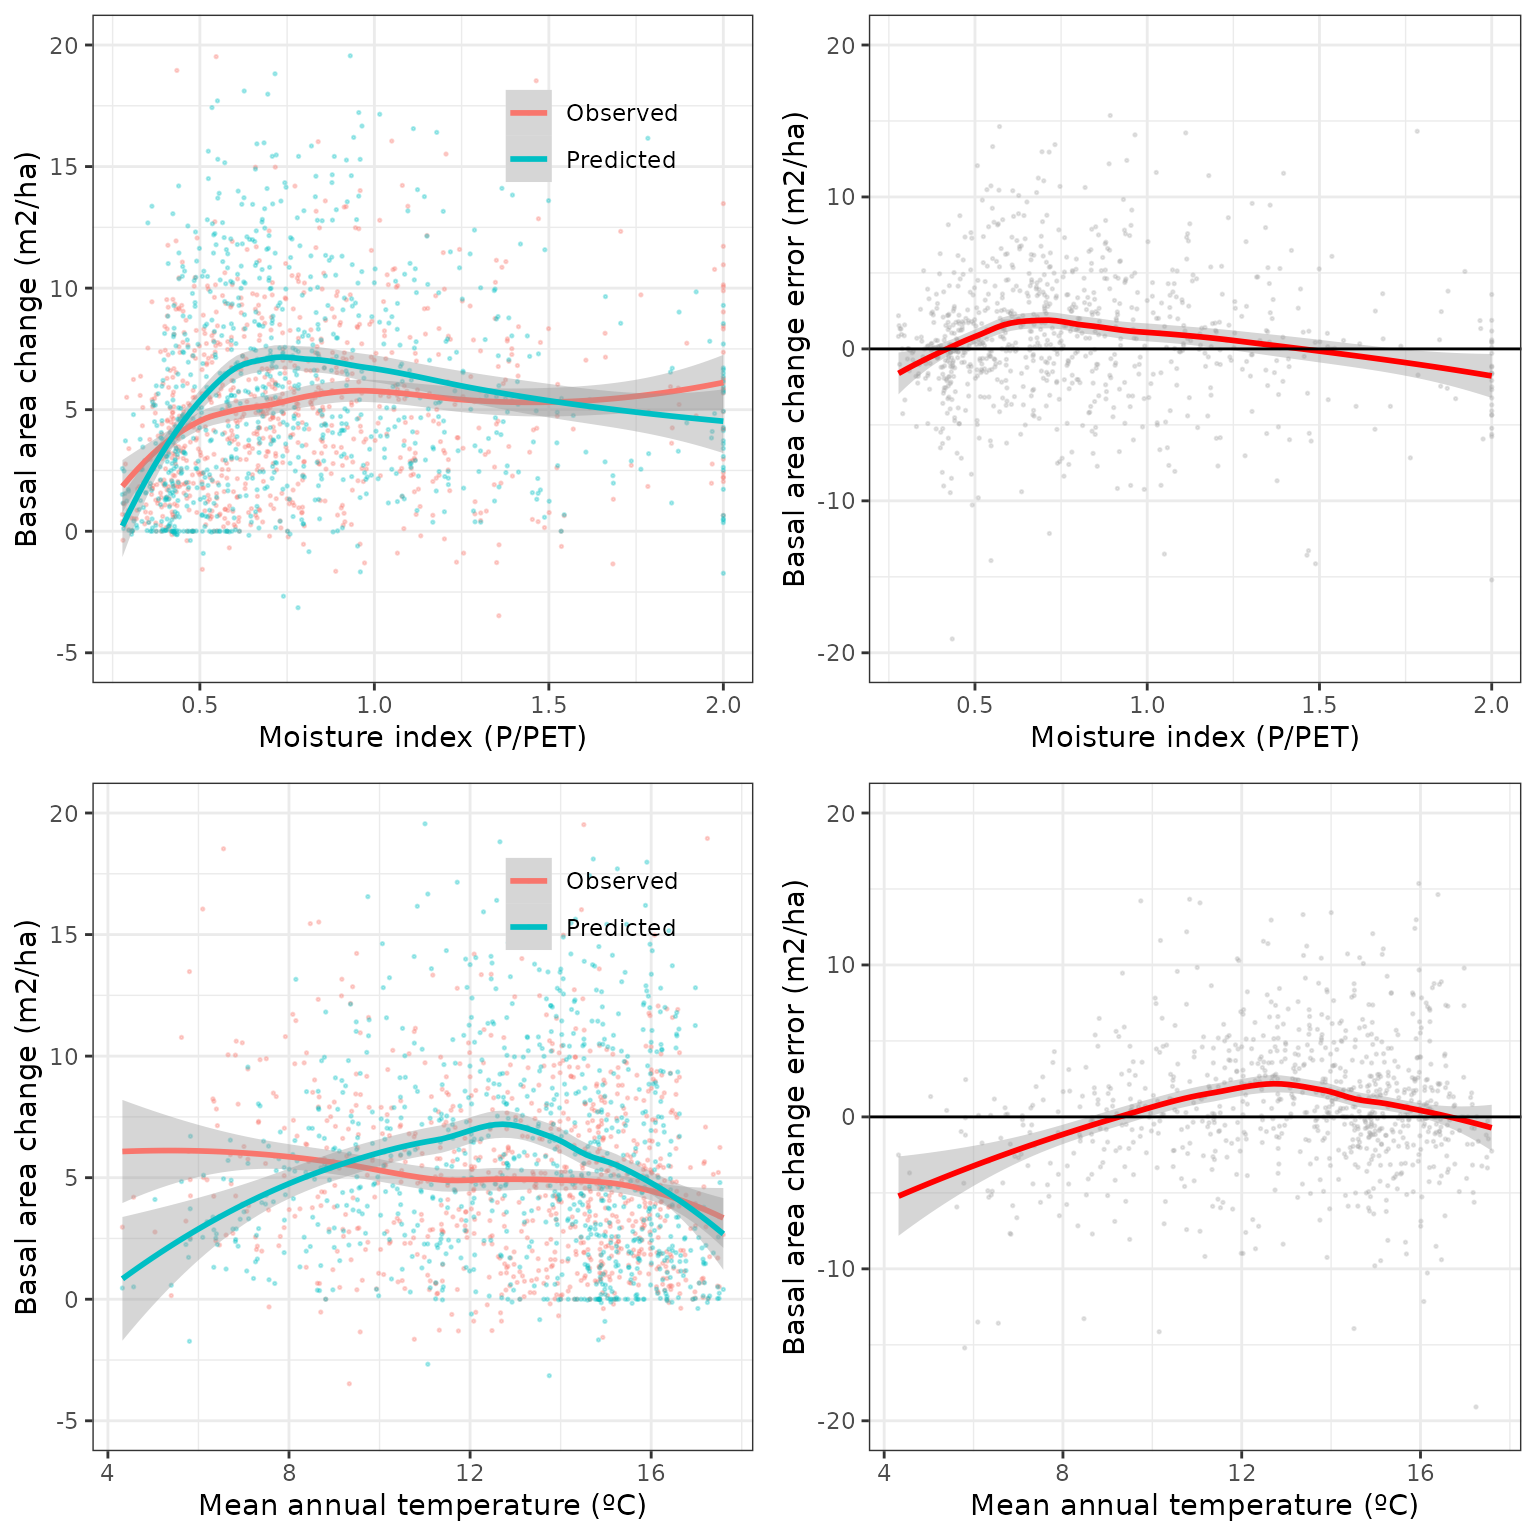 20
15
10
5
0
-5
Basal area change (m2/ha)
Observed
Predicted
0.5 1.0 1.5 2.0
Moisture index (P/PET)
20
10
0
-10
-20
Basal area change error (m2/ha)
0.5 1.0 1.5 2.0
Moisture index (P/PET)
20
15
10
5
0
-5
Basal area change (m2/ha)
Observed
Predicted
4 8 12 16
Mean annual temperature (ºC)
20
10
0
-10
-20
Basal area change error (m2/ha)
4 8 12 16
Mean annual temperature (ºC)